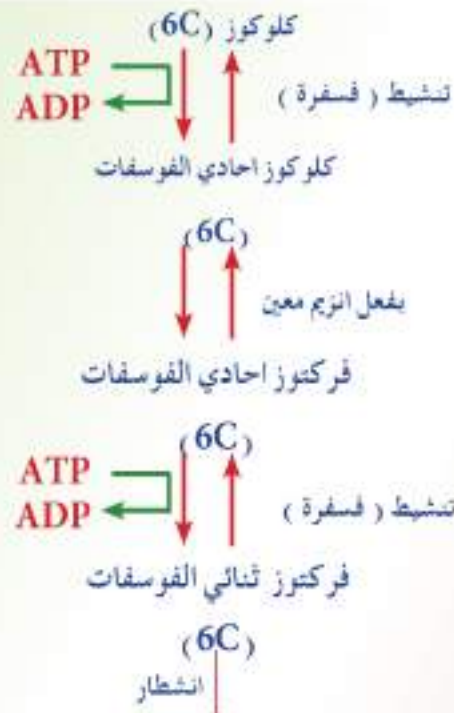 كلوكوز (6C)
ATP
ADP
تنشيط ( فسفرة )
كلوكوز احادي الفوسفات
(6C)
بفعل انزيم معين
فركتوز احادي الفوسفات
(6C)
ATP
ADP
تنشيط ( فسفرة )
فركتوز ثنائي الفوسفات
(6C)
انشطار